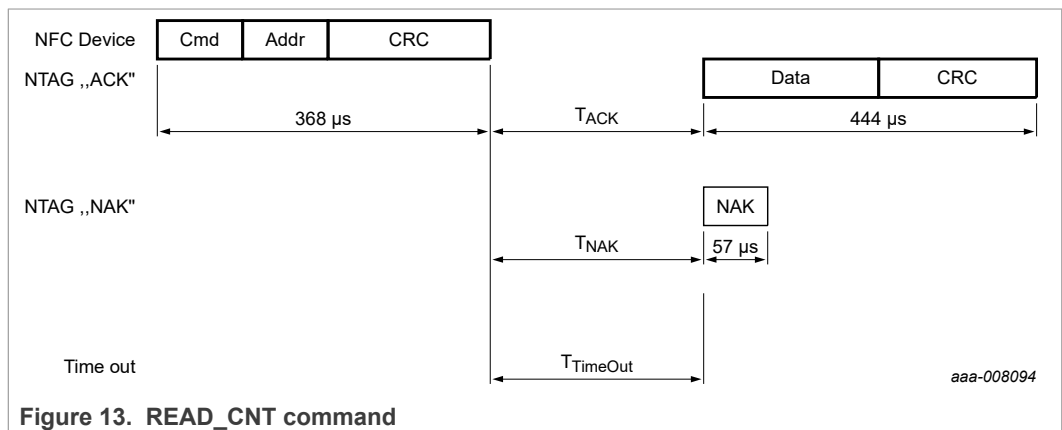 NFC Device Cmd Addr CRC
NTAG ,,ACK" Data CRC
368 µs TACK 444 µs
NTAG ,,NAK" NAK
TNAK 57 µs
Time out TTimeOut
aaa-008094
Figure 13. READ_CNT command